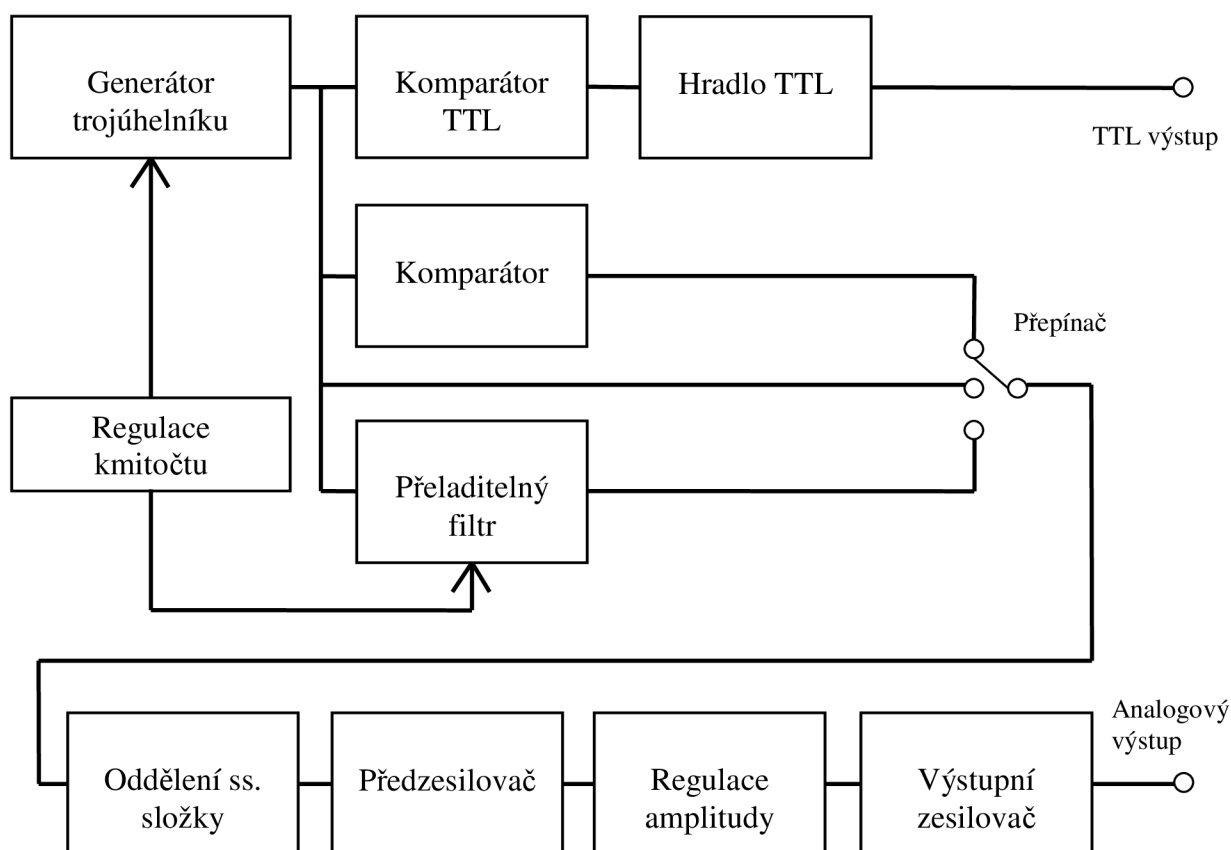 Generátor
trojúhelníku
Komparátor
TTL
Hradlo TTL
TTL výstup
Komparátor
Přepínač
Regulace
kmitočtu
Přeladitelný
filtr
Analogový
výstup
Oddělení ss.
složky
Předzesilovač
Regulace
amplitudy
Výstupní
zesilovač